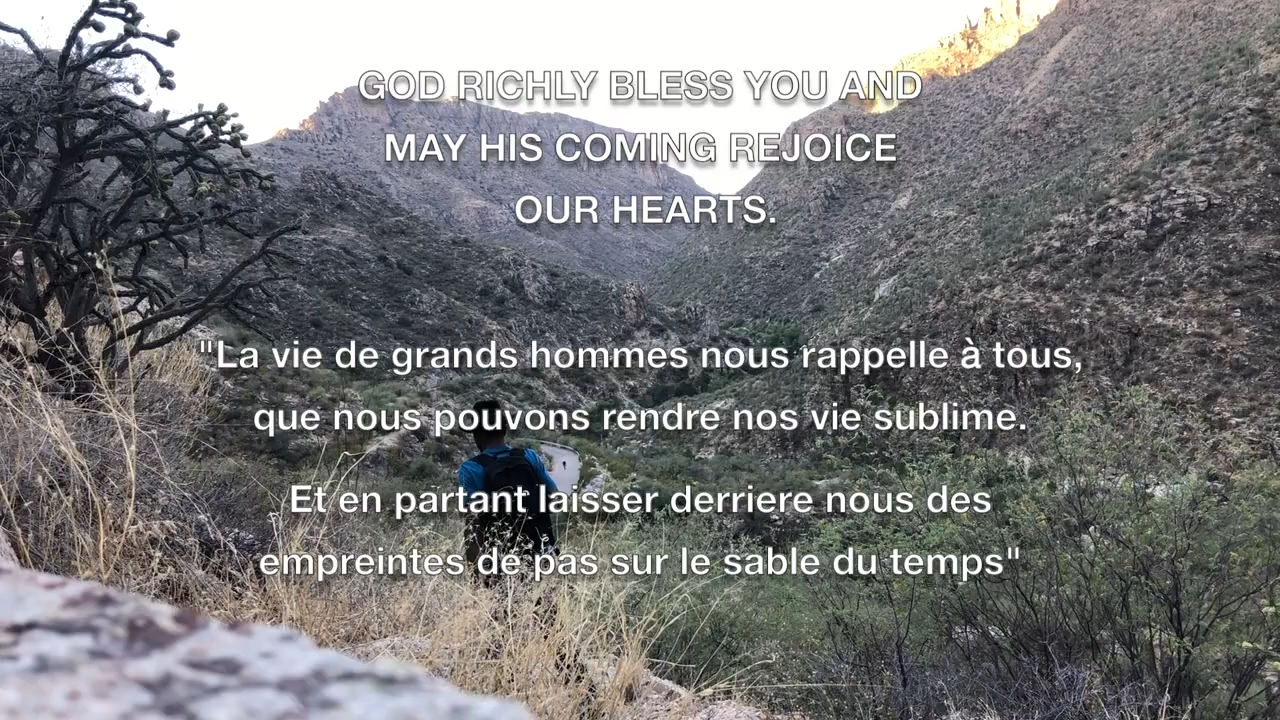 GOD RICHLY BLESS YOU AND
MAY HIS COMING REJOICE
OUR HEARTS.
"La vie de grands hommes nous rappelle à tous,
que nous pouvons rendre nos vie sublime.
Et en partant laisser derriere nous des
empreintes de pas sur le sable du temps"